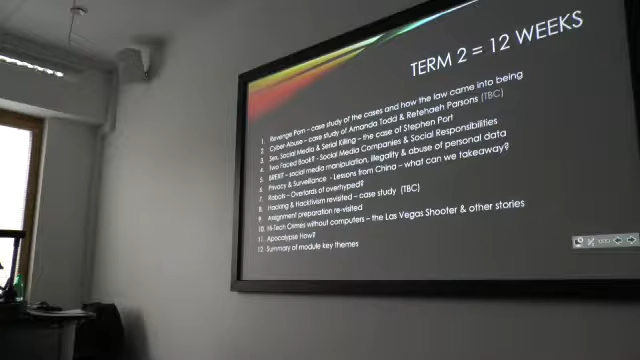 TERM 2 = 12 WEEKS
1. Revenge Porn – case study of the cases and how the law came into being
2. Cyber-Abuse – case study of Amanda Todd & Retehaeh Parsons (TBC)
3. Sex, Social Media & Serial Killing – the case of Stephen Port
4. Two Faced Book? - Social Media Companies & Social Responsibilities
5. BREXIT – social media manipulation, illegality & abuse of personal data
6. Privacy & Surveillance - Lessons from China – what can we takeaway?
7. Robots – Overlords or overhyped?
8. Hacking & Hacktivism revisited – case study (TBC)
9. Assignment preparation re-visited
10. Hi-Tech Crimes without computers – the Las Vegas Shooter & other stories
11. Apocalypse How?
12. Summary of module key themes